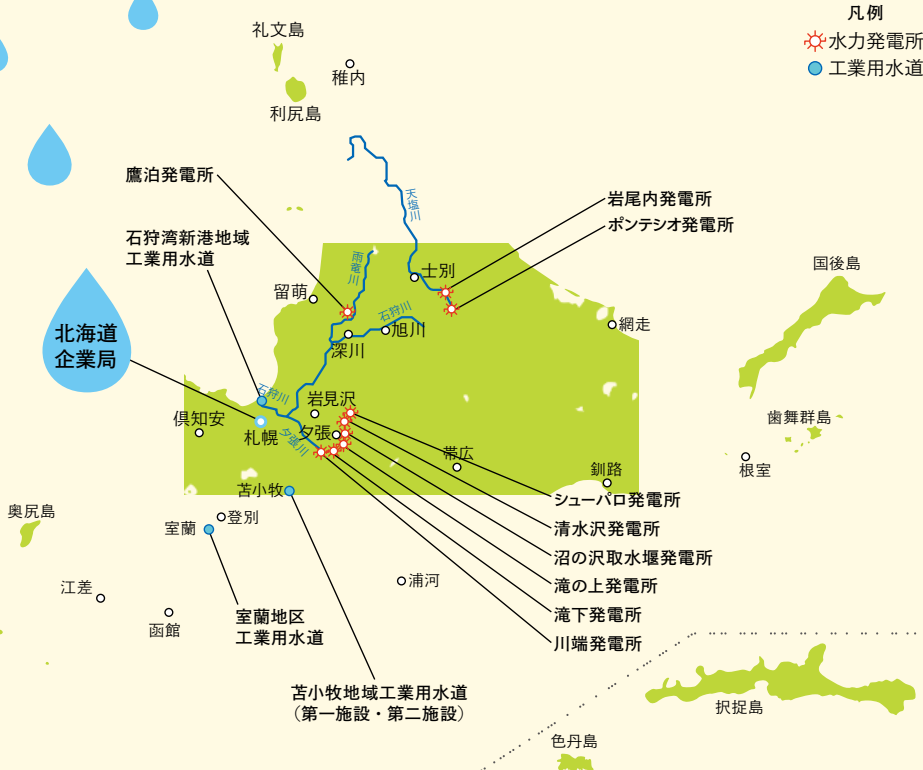 凡例
水力発電所
工業用水道
礼文島
稚内
利尻島
鷹泊発電所
天塩川
岩尾内発電所
ポンテシオ発電所
石狩湾新港地域
工業用水道
雨竜川
士別
国後島
留萌
石狩川
網走
旭川
深川
北海道
企業局
石狩川
岩見沢
歯舞群島
倶知安
札幌
夕張
夕張川
帯広
釧路
根室
苫小牧
シューパロ発電所
奥尻島
登別
室蘭
清水沢発電所
沼の沢取水堰発電所
滝の上発電所
浦河
江差
函館
室蘭地区
工業用水道
滝下発電所
川端発電所
苫小牧地域工業用水道
（第一施設・第二施設）
択捉島
色丹島